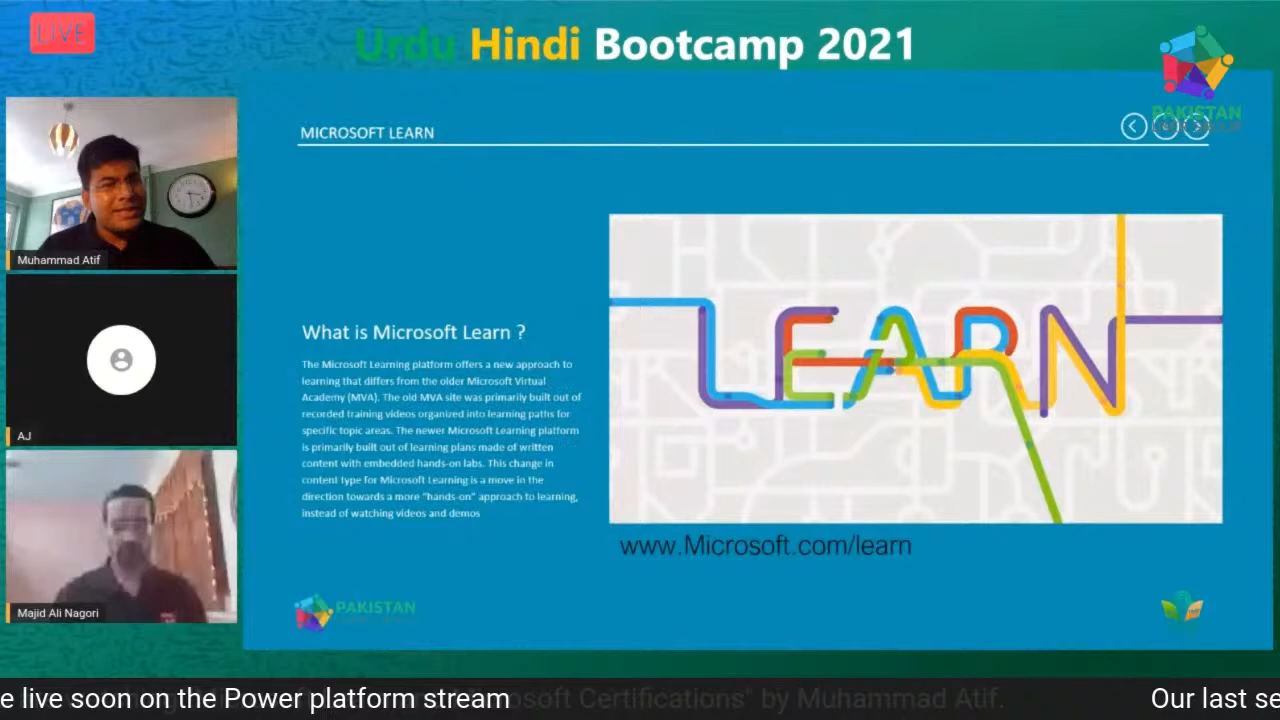 LIVE
Urdu Hindi Bootcamp 2021
PAKISTAN
MICROSOFT LEARN
Muhammad Atif
What is Microsoft Learn ?
The Microsoft Learning platform offers a new approach to
learning that differs from the older Microsoft Virtual
Academy (MVA). The old MVA site was primarily built out of
recorded training videos organized into learning paths for
specific topic areas. The newer Microsoft Learning platform
is primarily built out of learning plans made of written
content with embedded hands-on labs. This change in
content type for Microsoft Learning is a move in the
direction towards a more "hands-on" approach to learning,
instead of watching videos and demos
LEARN
AJ
www.Microsoft.com/learn
Majid Ali Nagori
PAKISTAN
e live soon on the Power platform stream
Certifications" by Muhammad Atif.
Our last se